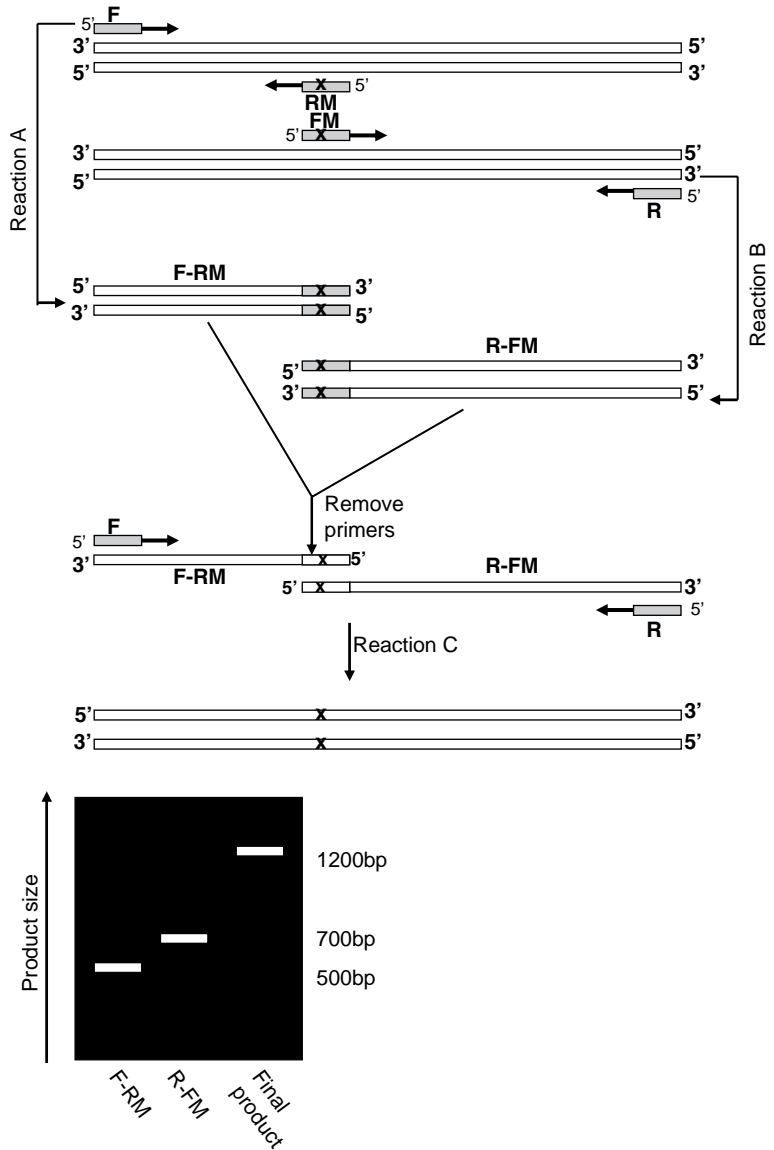 F
5’
3’ 5’
5’ 3’
X 5’
RM
FM
5’ X
3’ 5’
5’ 3’
5’
R
Reaction A
Reaction B
F-RM
5’ X 3’
3’ X 5’
R-FM
5’ X 3’
3’ X 5’
Remove
primers
F
5’
3’ X 5’
F-RM
R-FM
5’ X 3’
5’
R
Reaction C
5’ X 3’
3’ X 5’
Product size
1200bp
700bp
500bp
F-RM
R-FM
Final
product